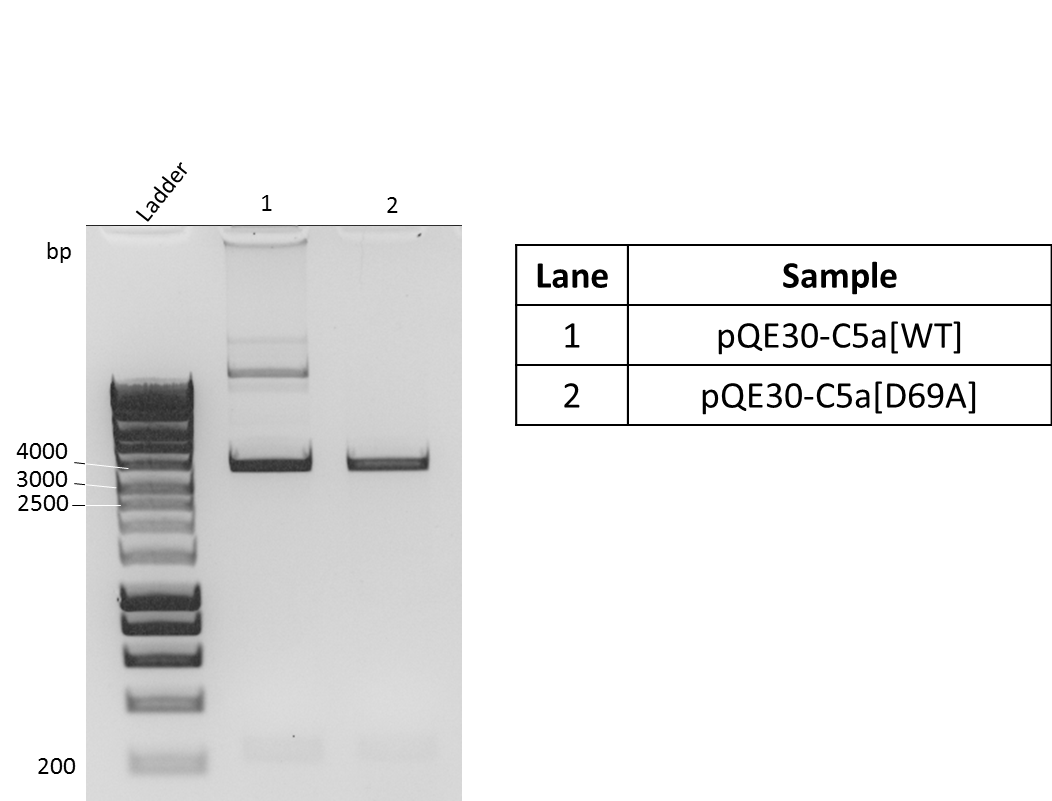 Ladder
1
2
bp
4000
3000
2500
200
Lane Sample
1 pQE30-C5a[WT]
2 pQE30-C5a[D69A]